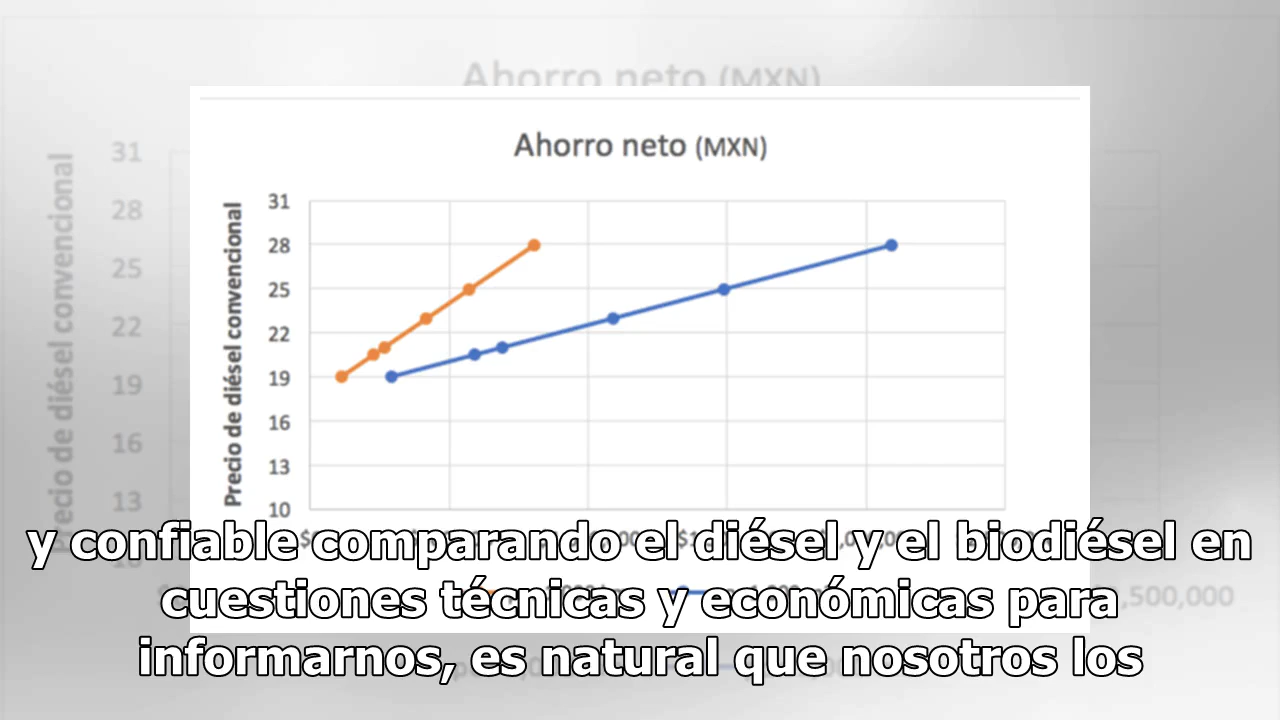 Ahorro neto (MXN)
Ahorro neto (MXN)
Precio de diésel convencional
31
28
25
22
19
16
13
10
Precio de diésel convencional
31
28
25
22
19
16
13
10
y confiable comparando el diésel y el biodiésel en
cuestiones técnicas y económicas para
informarnos, es natural que nosotros los